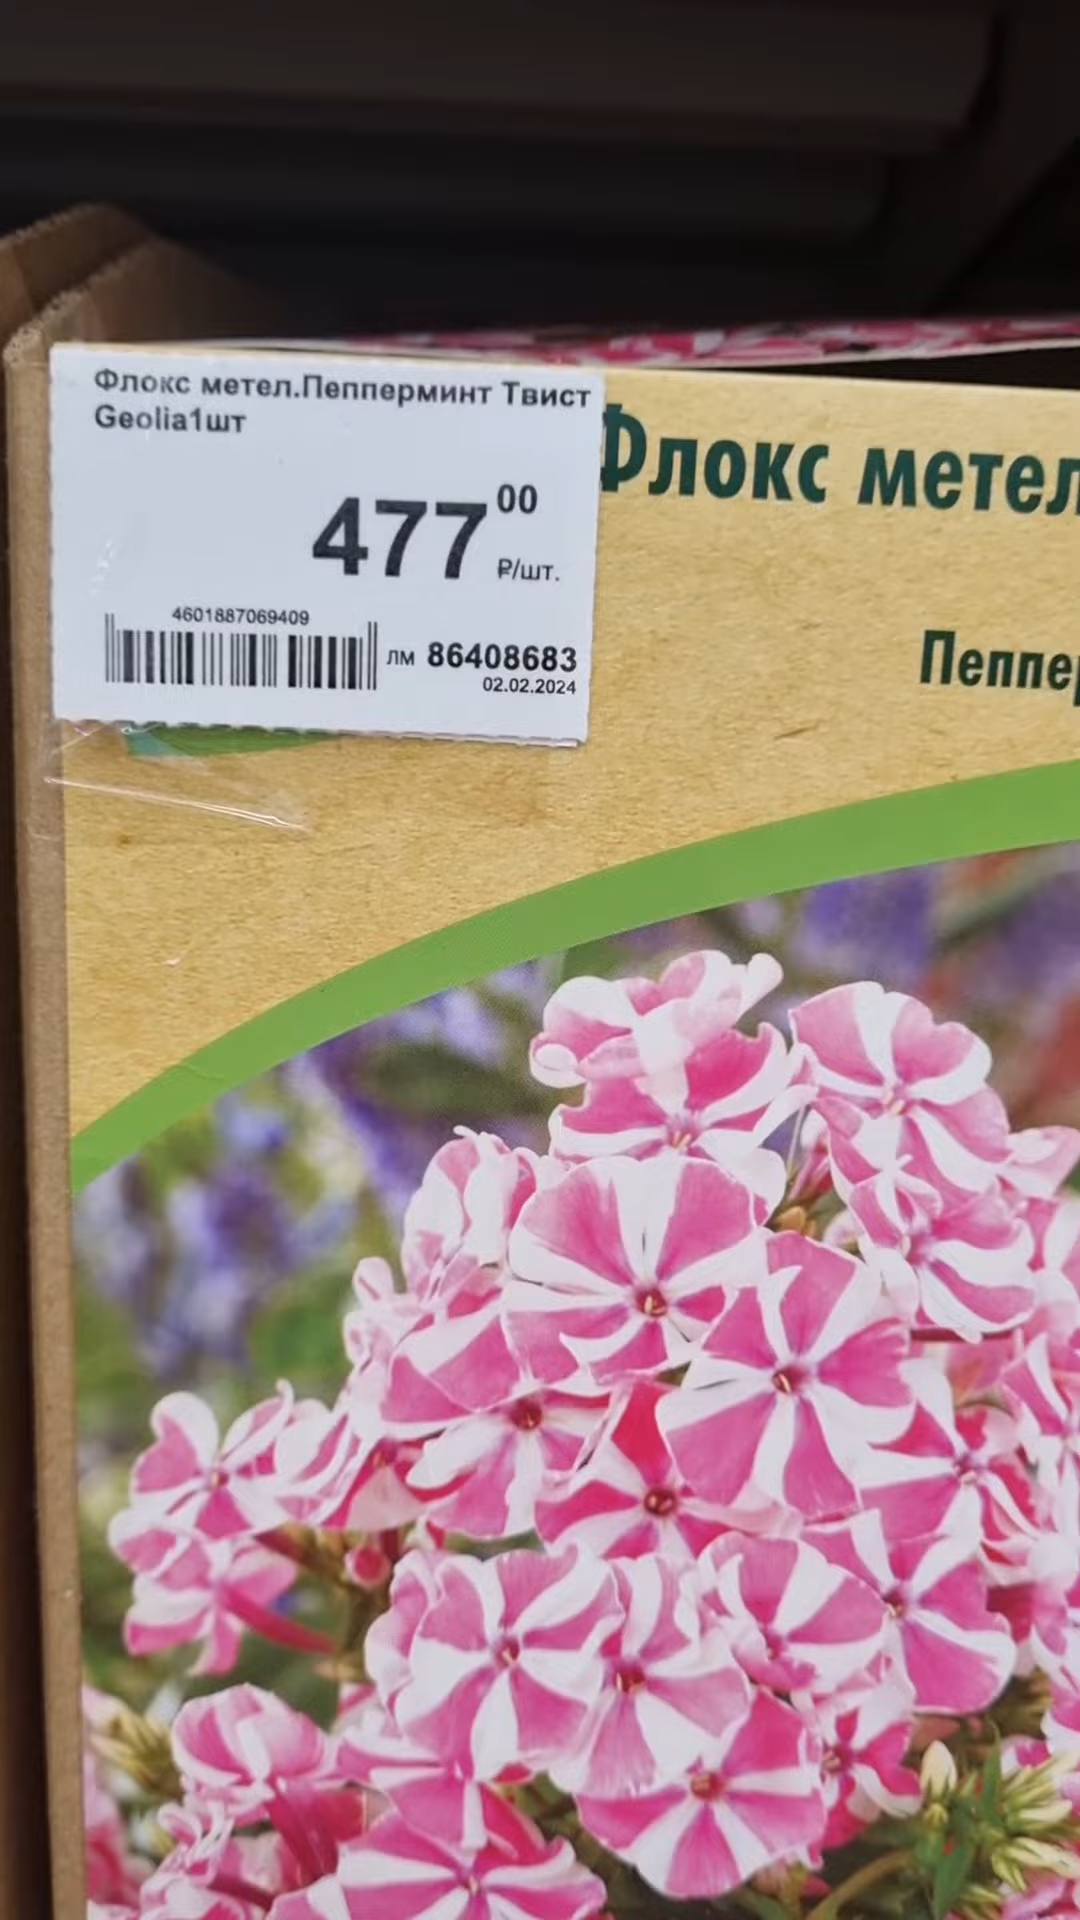 Флокс метел.Пепперминт Твист
Geolia1шт
477 00
₽/шт.
4601887069409
лм 86408683
02.02.2024
Флокс метел
Пеппер